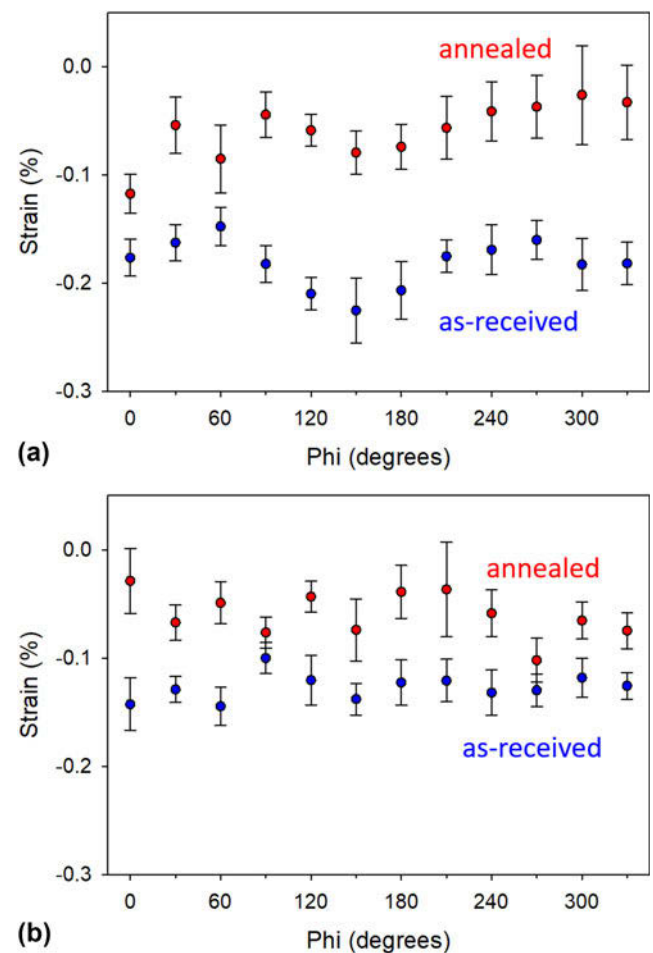 annealed
0.0
-0.1
-0.2
-0.3
Strain (%)
as-received
0 60 120 180 240 300
Phi (degrees)
(a)
annealed
0.0
-0.1
-0.2
-0.3
Strain (%)
as-received
0 60 120 180 240 300
Phi (degrees)
(b)